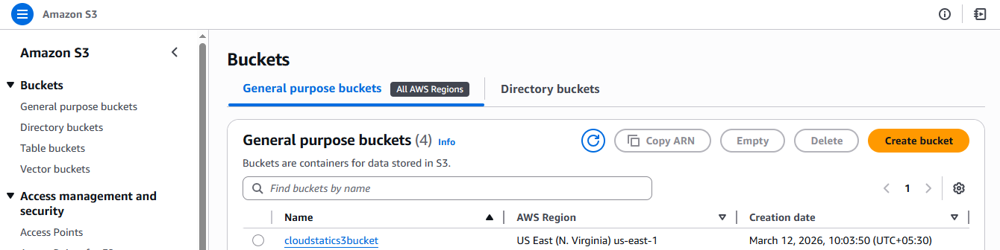 Amazon S3
Amazon S3
Buckets
General purpose buckets
Directory buckets
Table buckets
Vector buckets
Access management and
security
Access Points
Buckets
General purpose buckets All AWS Regions Directory buckets
General purpose buckets (4) Info Copy ARN Empty Delete Create bucket
Buckets are containers for data stored in S3.
Find buckets by name 1
Name AWS Region Creation date
cloudstatics3bucket US East (N. Virginia) us-east-1 March 12, 2026, 10:03:50 (UTC+05:30)